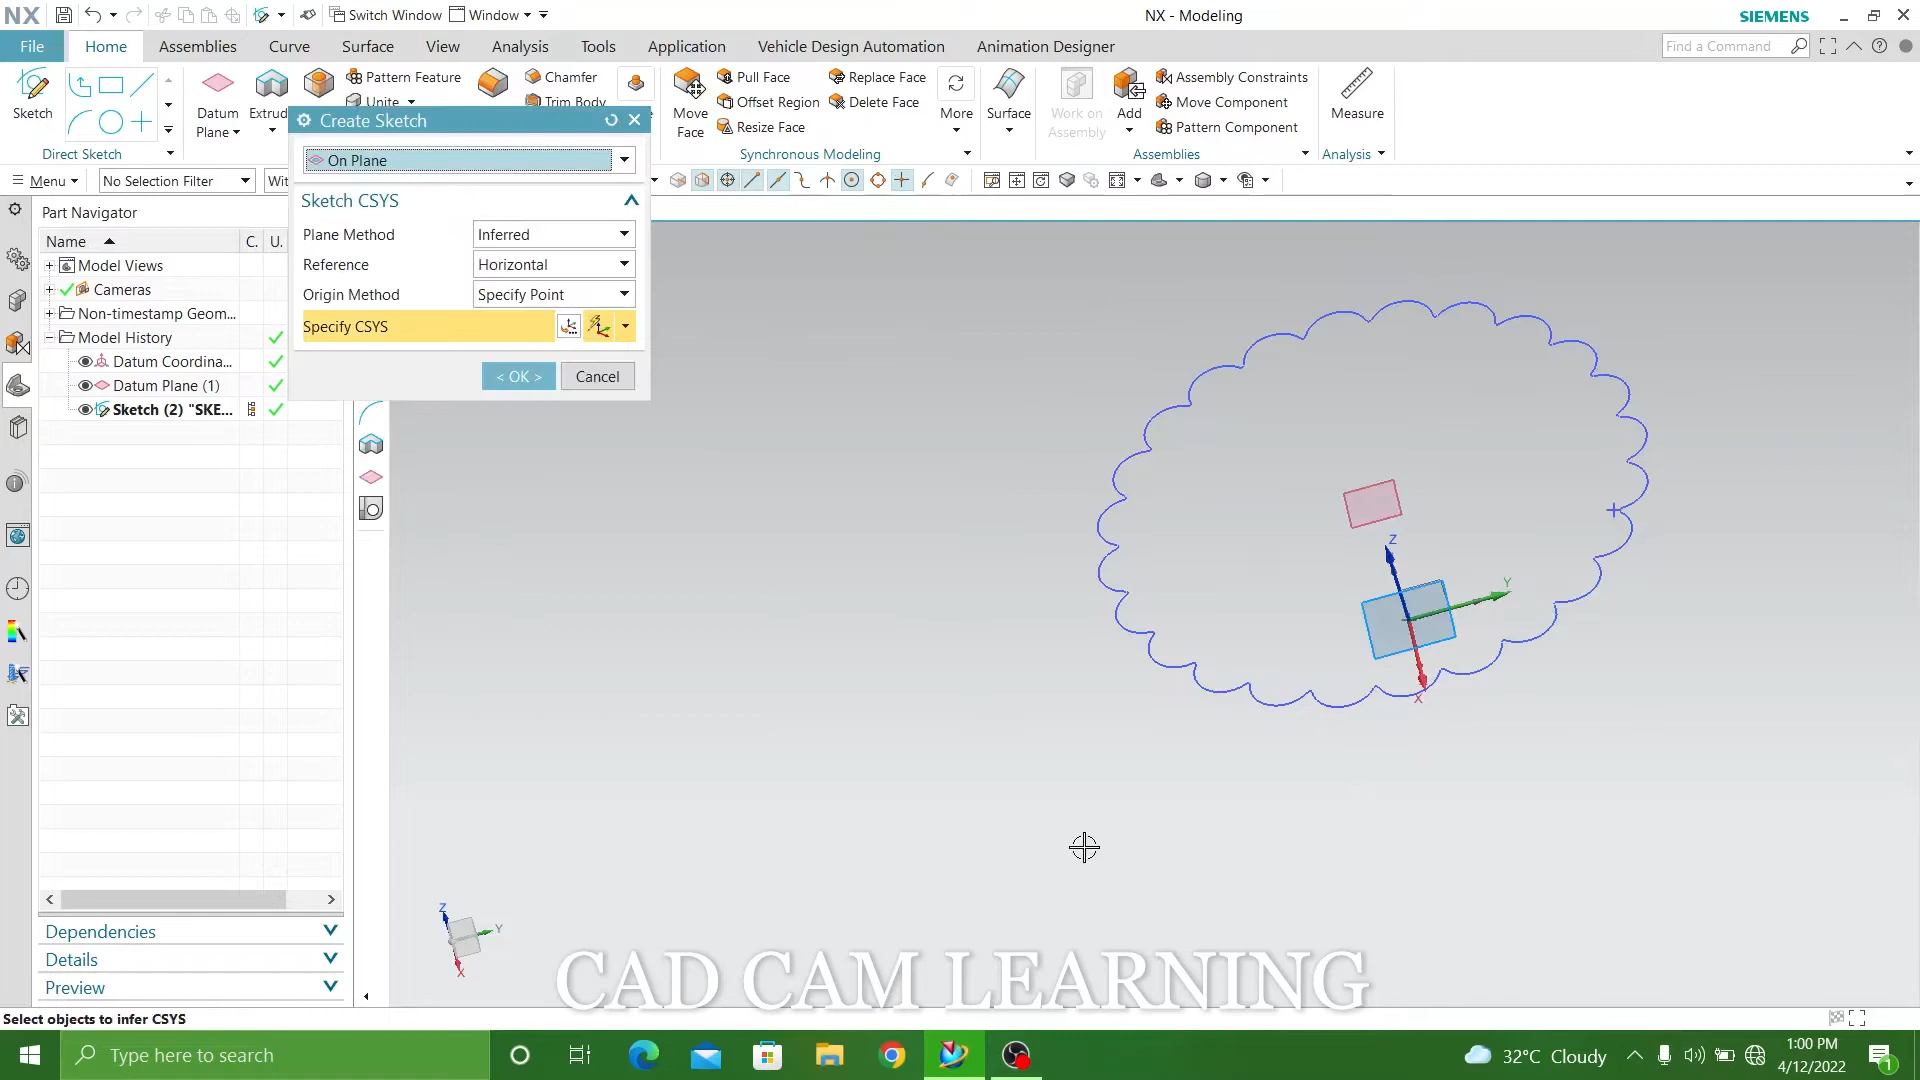 NX
Switch Window
Window
NX - Modeling
SIEMENS
File
Home
Assemblies
Curve
Surface
View
Analysis
Tools
Application
Vehicle Design Automation
Animation Designer
Find a Command
Sketch
Direct Sketch
Datum
Plane
Extrud
Pattern Feature
Unite
Chamfer
Trim Body
Move
Face
Pull Face
Offset Region
Resize Face
Replace Face
Delete Face
More
Synchronous Modeling
Surface
Work on
Assembly
Add
Assembly Constraints
Move Component
Pattern Component
Assemblies
Measure
Analysis
Menu
No Selection Filter
Wit
Create Sketch
On Plane
Sketch CSYS
Plane Method
Inferred
Reference
Horizontal
Origin Method
Specify Point
Specify CSYS
< OK >
Cancel
Part Navigator
Name
C.
U.
Model Views
Cameras
Non-timestamp Geom...
Model History
Datum Coordina...
Datum Plane (1)
Sketch (2) "SKE...
Z
Y
X
Z
Y
X
Dependencies
Details
Preview
CAD CAM LEARNING
Select objects to infer CSYS
Type here to search
32°C Cloudy
1:00 PM
4/12/2022
1